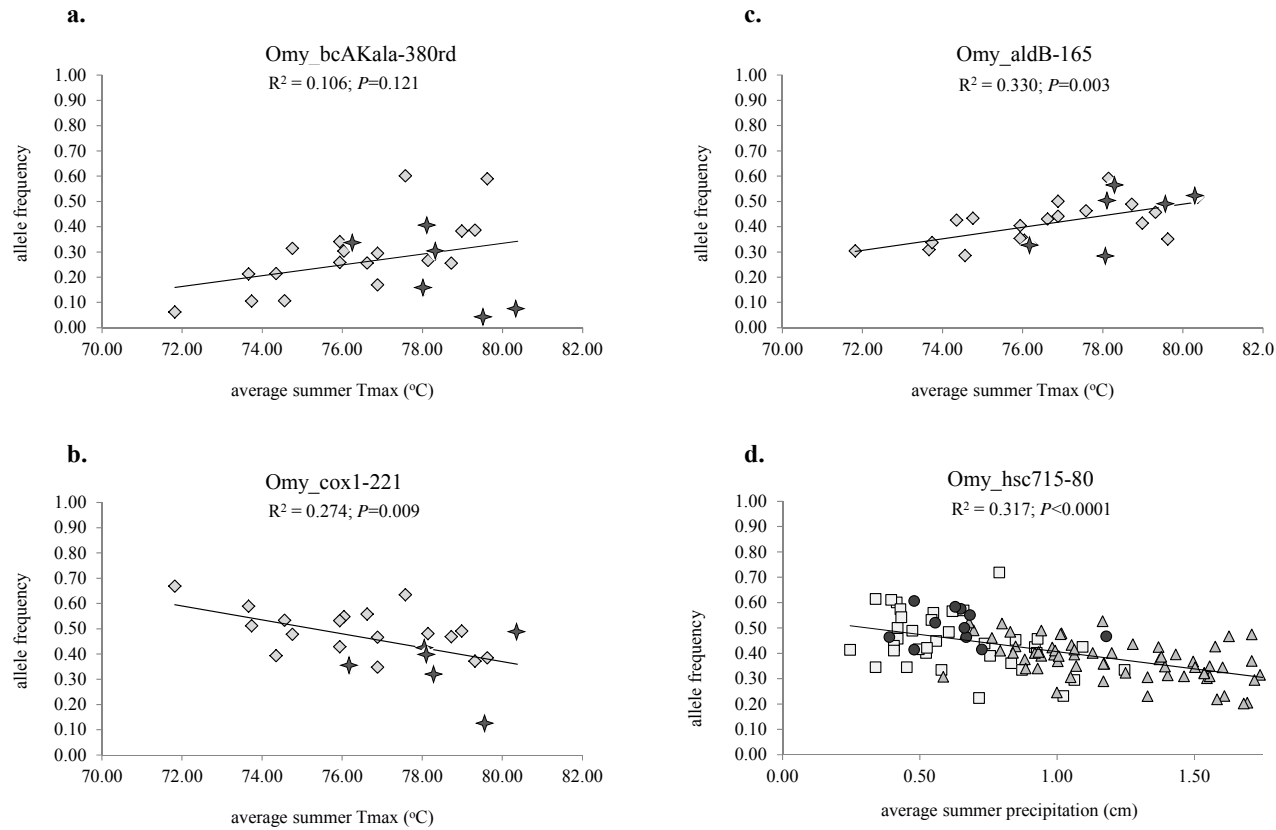 a.
Omy_bcAKala-380rd
R² = 0.106; P=0.121
1.00
0.90
0.80
0.70
0.60
0.50
0.40
0.30
0.20
0.10
0.00
allele frequency
70.00 72.00 74.00 76.00 78.00 80.00 82.00
average summer Tmax (ºC)
b.
Omy_cox1-221
R² = 0.274; P=0.009
1.00
0.90
0.80
0.70
0.60
0.50
0.40
0.30
0.20
0.10
0.00
allele frequency
70.00 72.00 74.00 76.00 78.00 80.00 82.00
average summer Tmax (ºC)
c.
Omy_aldB-165
R² = 0.330; P=0.003
1.00
0.90
0.80
0.70
0.60
0.50
0.40
0.30
0.20
0.10
0.00
allele frequency
70.00 72.00 74.00 76.00 78.00 80.00 82.0
average summer Tmax (ºC)
d.
Omy_hsc715-80
R² = 0.317; P<0.0001
1.00
0.90
0.80
0.70
0.60
0.50
0.40
0.30
0.20
0.10
0.00
allele frequency
0.00 0.50 1.00 1.50
average summer precipitation (cm)